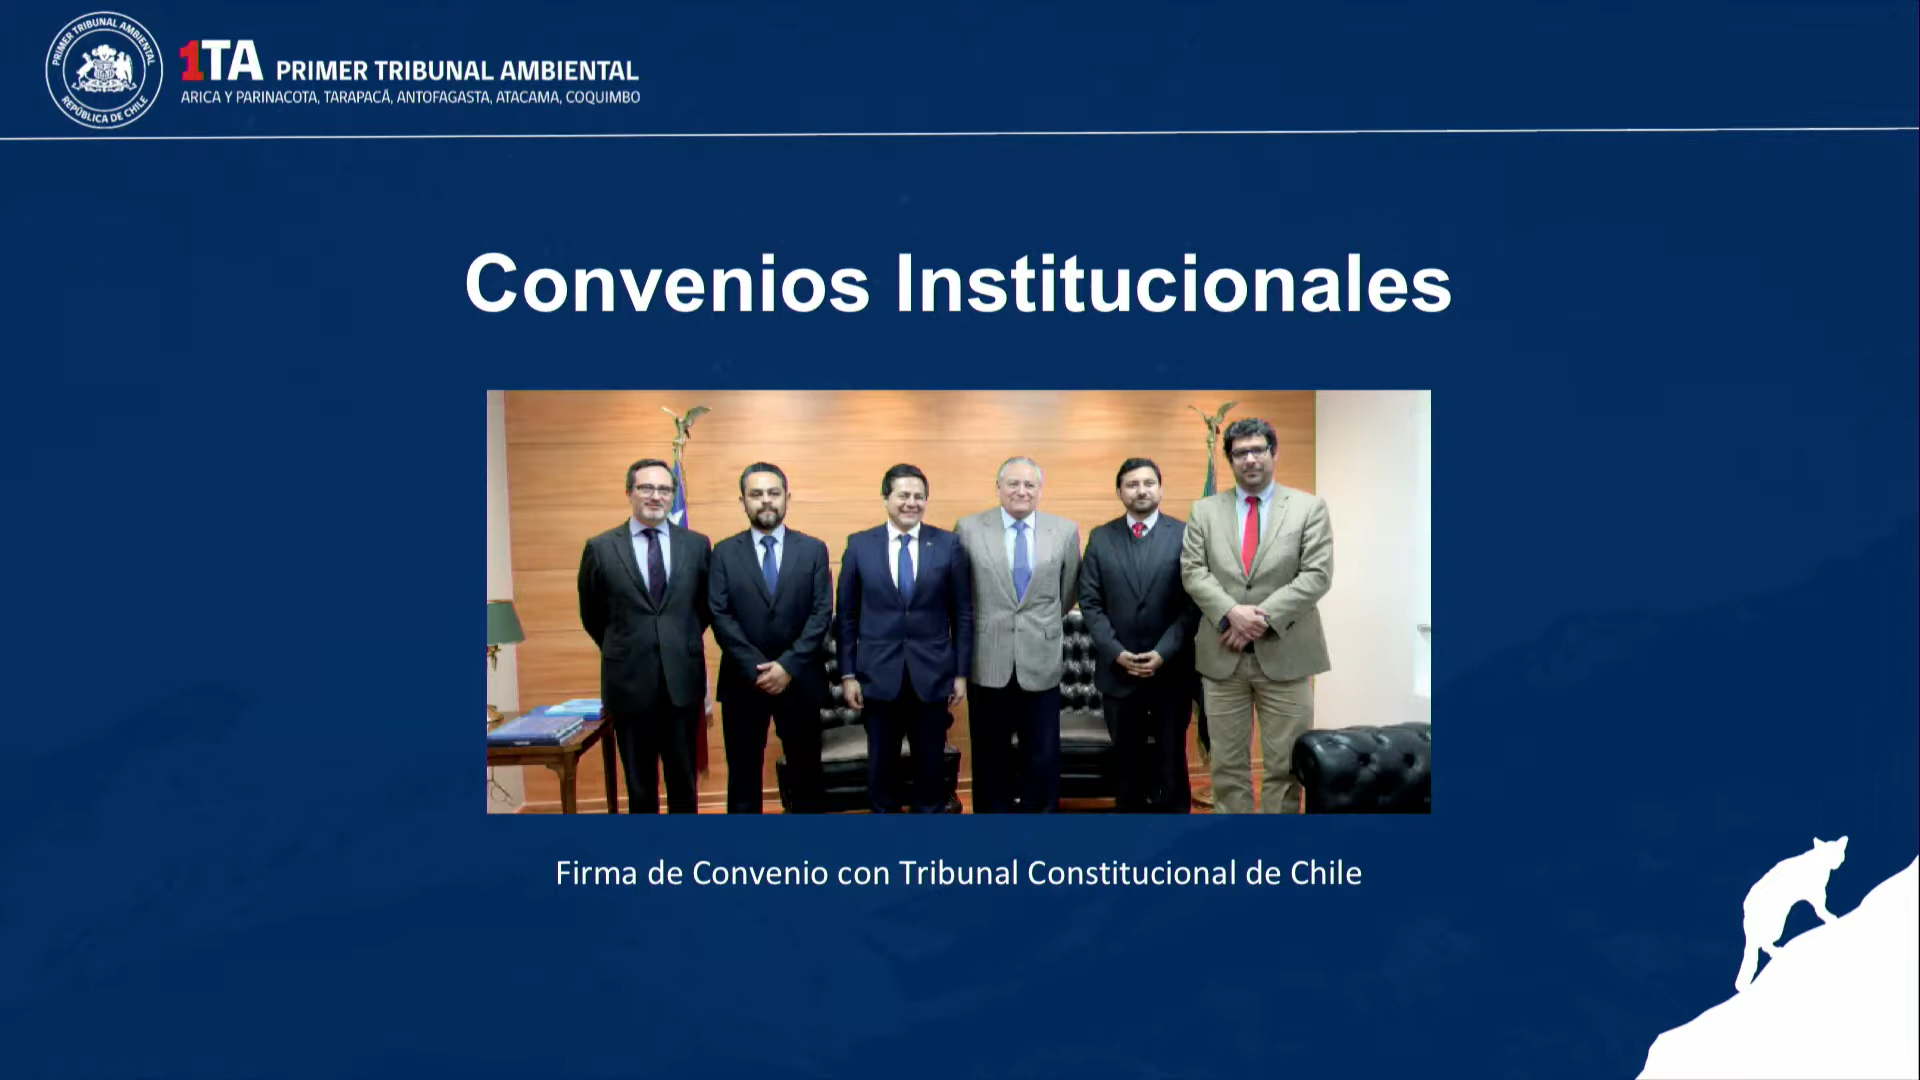 PRIMER TRIBUNAL AMBIENTAL
REPÚBLICA DE CHILE
1TA PRIMER TRIBUNAL AMBIENTAL
ARICA Y PARINACOTA, TARAPACÁ, ANTOFAGASTA, ATACAMA, COQUIMBO
Convenios Institucionales
Firma de Convenio con Tribunal Constitucional de Chile